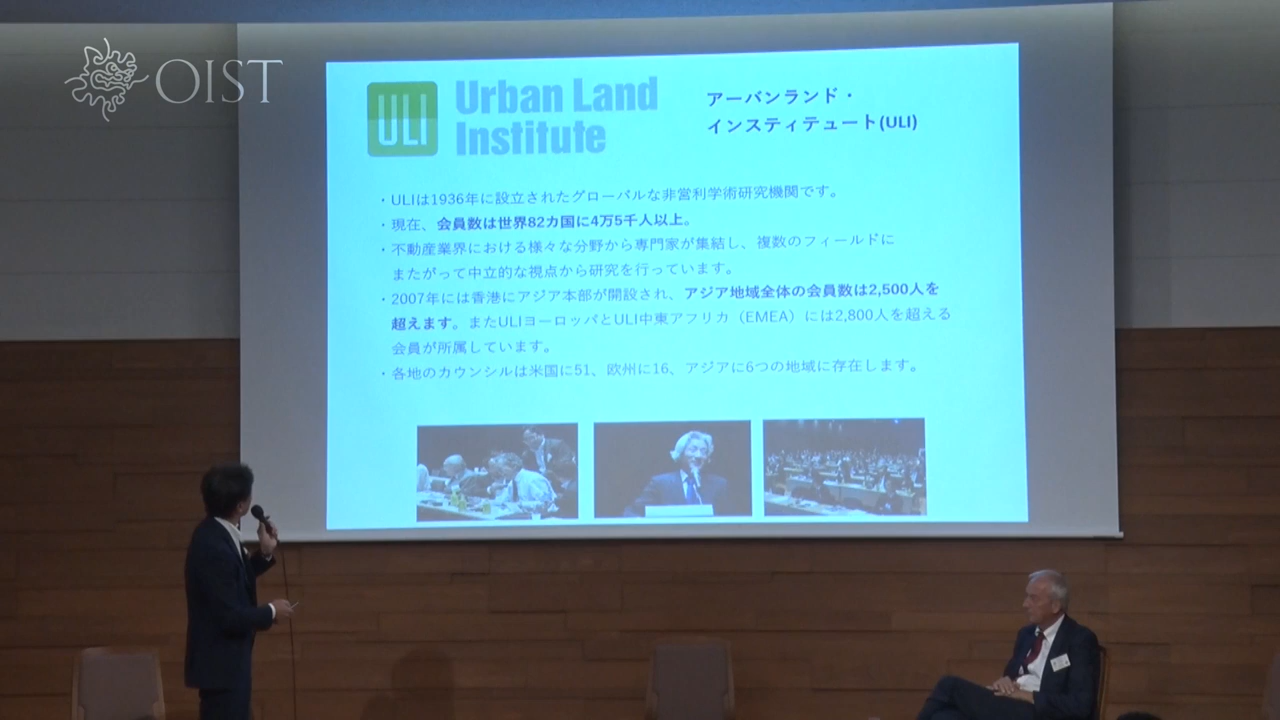 OIST
ULI
Urban Land
Institute
アーバンランド・
インスティテュート(ULI)
・ULIは1936年に設立されたグローバルな非営利学術研究機関です。
・現在、会員数は世界82カ国に4万5千人以上。
・不動産業界における様々な分野から専門家が集結し、複数のフィールドに
またがって中立的な視点から研究を行っています。
・2007年には香港にアジア本部が開設され、アジア地域全体の会員数は2,500人を
超えます。またULIヨーロッパとULI中東アフリカ（EMEA）には2,800人を超える
会員が所属しています。
・各地のカウンシルは米国に51、欧州に16、アジアに6つの地域に存在します。